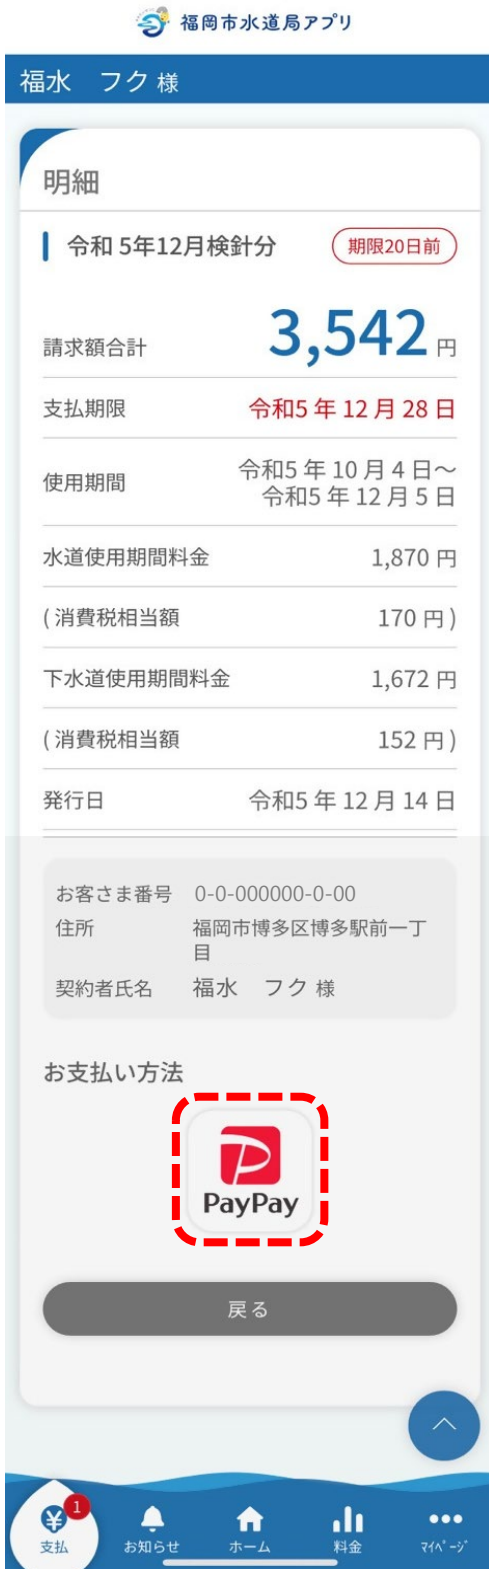 福岡市水道局アプリ
福水　フク 様
明細
令和 5年12月検針分　期限20日前
請求額合計　3,542 円
支払期限　令和5 年 12 月 28 日
使用期間　令和5 年 10 月 4 日～
令和5 年 12 月 5 日
水道使用期間料金　1,870 円
( 消費税相当額　170 円 )
下水道使用期間料金　1,672 円
( 消費税相当額　152 円 )
発行日　令和5 年 12 月 14 日
お客さま番号　0-0-000000-0-00
住所　福岡市博多区博多駅前一丁
目
契約者氏名　福水　フク 様
お支払い方法
PayPay
戻る
1
支払　お知らせ　ホーム　料金　ﾏｲﾍﾟｰｼﾞ